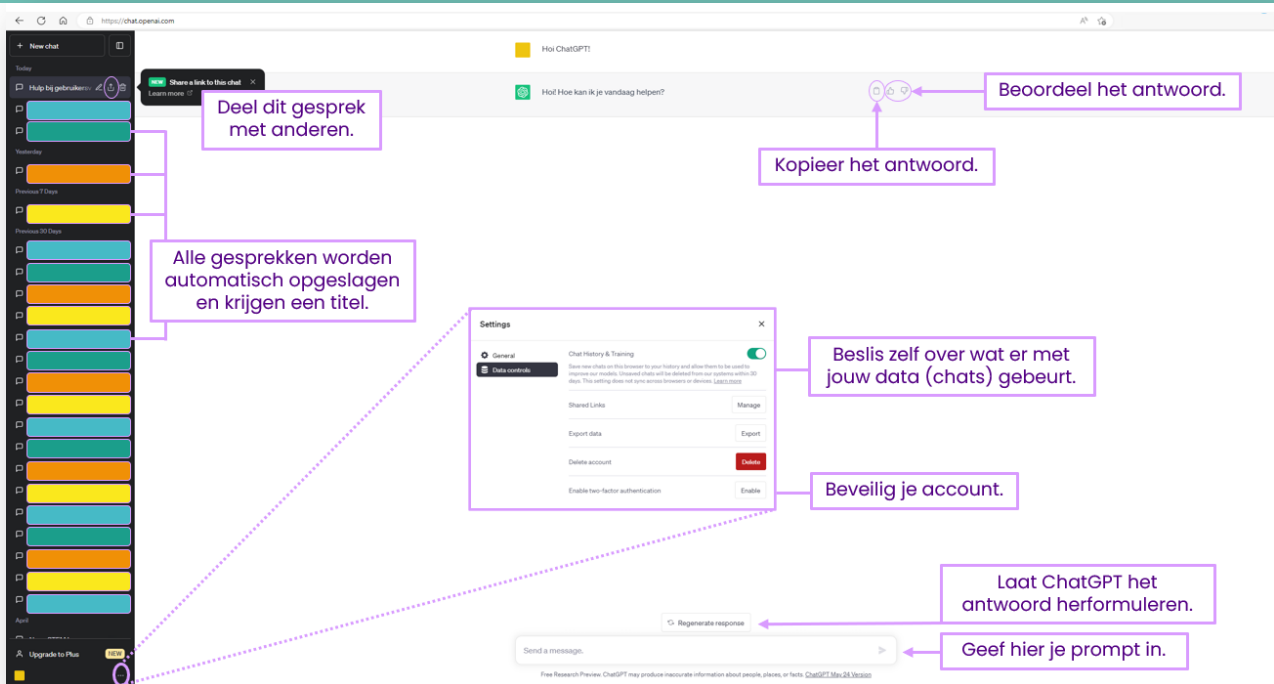 https://chat.openai.com
+ New chat
Today
Hulp bij gebruikersv
NEW Share a link to this chat ×
Learn more
Deel dit gesprek
met anderen.
Yesterday
Previous 7 Days
Previous 30 Days
Alle gesprekken worden
automatisch opgeslagen
en krijgen een titel.
April
Upgrade to Plus NEW
Hoi ChatGPT!
Hoi! Hoe kan ik je vandaag helpen?
Beoordeel het antwoord.
Kopieer het antwoord.
Settings ×
General
Data controls
Chat History & Training
Save new chats on this browser to your history and allow them to be used to
improve our models. Unsaved chats will be deleted from our systems within 30
days. This setting does not sync across browsers or devices. Learn more
Shared Links Manage
Export data Export
Delete account Delete
Enable two-factor authentication Enable
Beslis zelf over wat er met
jouw data (chats) gebeurt.
Beveilig je account.
Laat ChatGPT het
antwoord herformuleren.
Regenerate response
Send a message.
Geef hier je prompt in.
Free Research Preview. ChatGPT may produce inaccurate information about people, places, or facts. ChatGPT May 24 Version